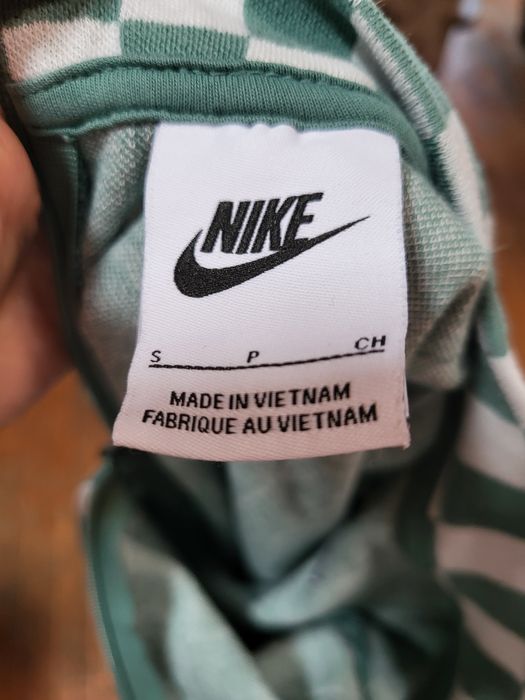 NIKE
S P CH
MADE IN VIETNAM
FABRIQUE AU VIETNAM